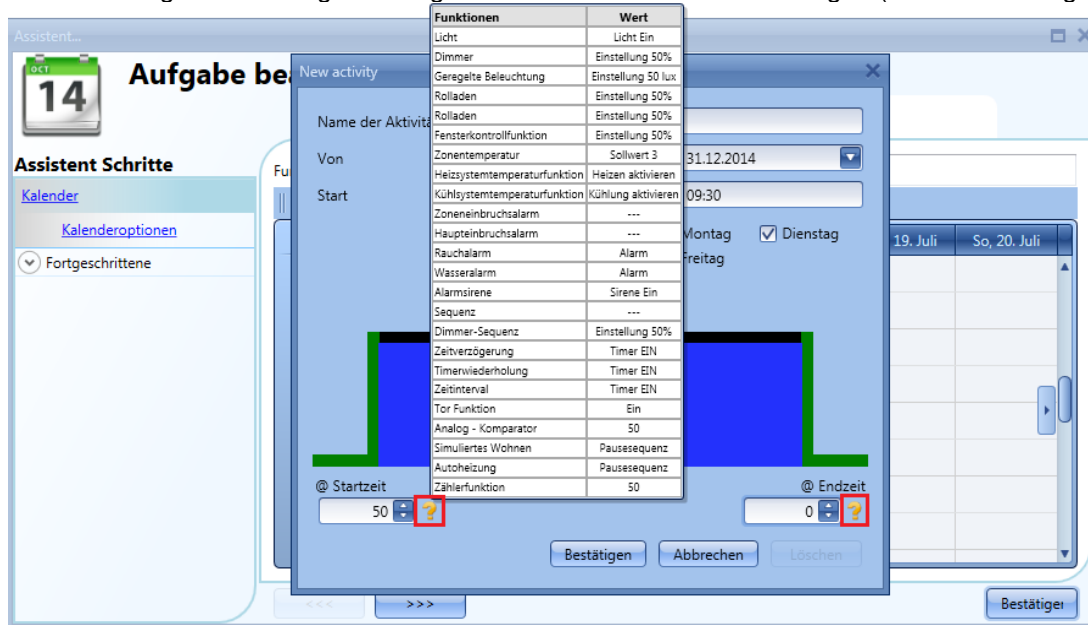 Assistent...
OCT
14
Aufgabe be
Assistent Schritte
Kalender
Kalenderoptionen
Fortgeschrittene
Fu
New activity
Name der Aktivitä
Von
31.12.2014
Start
09:30
Montag
Dienstag
Freitag
19. Juli
So, 20. Juli
Funktionen Wert
Licht Licht Ein
Dimmer Einstellung 50%
Geregelte Beleuchtung Einstellung 50 lux
Rolladen Einstellung 50%
Rolladen Einstellung 50%
Fensterkontrollfunktion Einstellung 50%
Zonentemperatur Sollwert 3
Heizsystemtemperaturfunktion Heizen aktivieren
Kühlsystemtemperaturfunktion Kühlung aktivieren
Zoneneinbruchsalarm ---
Haupteinbruchsalarm ---
Rauchalarm Alarm
Wasseralarm Alarm
Alarmsirene Sirene Ein
Sequenz ---
Dimmer-Sequenz Einstellung 50%
Zeitverzögerung Timer EIN
Timerwiederholung Timer EIN
Zeitinterval Timer EIN
Tor Funktion Ein
Analog - Komparator 50
Simuliertes Wohnen Pausesequenz
Autoheizung Pausesequenz
Zählerfunktion 50
@ Startzeit
50 ?
@ Endzeit
0 ?
Bestätigen
Abbrechen
Löschen
<<<
>>>
Bestätiger